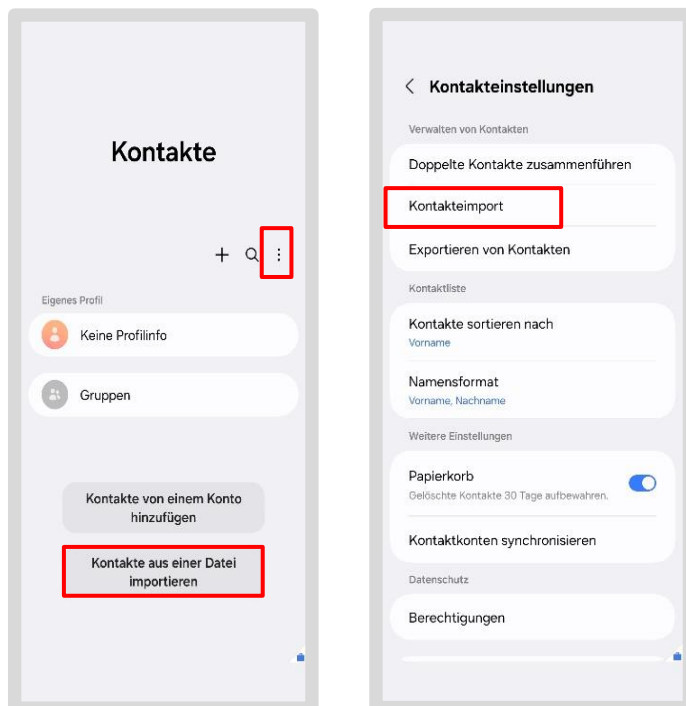 Kontakte
Eigenes Profil
Keine Profilinfo
Gruppen
Kontakte von einem Konto
hinzufügen
Kontakte aus einer Datei
importieren
Kontakteinstellungen
Verwalten von Kontakten
Doppelte Kontakte zusammenführen
Kontakteimport
Exportieren von Kontakten
Kontaktliste
Kontakte sortieren nach
Vorname
Namensformat
Vorname, Nachname
Weitere Einstellungen
Papierkorb
Gelöschte Kontakte 30 Tage aufbewahren.
Kontaktkonten synchronisieren
Datenschutz
Berechtigungen